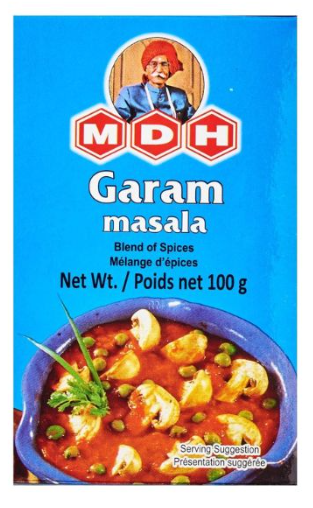 MDH
Garam
masala
Blend of Spices
Mélange d'épices
Net Wt. / Poids net 100 g
Serving Suggestion
Présentation suggérée